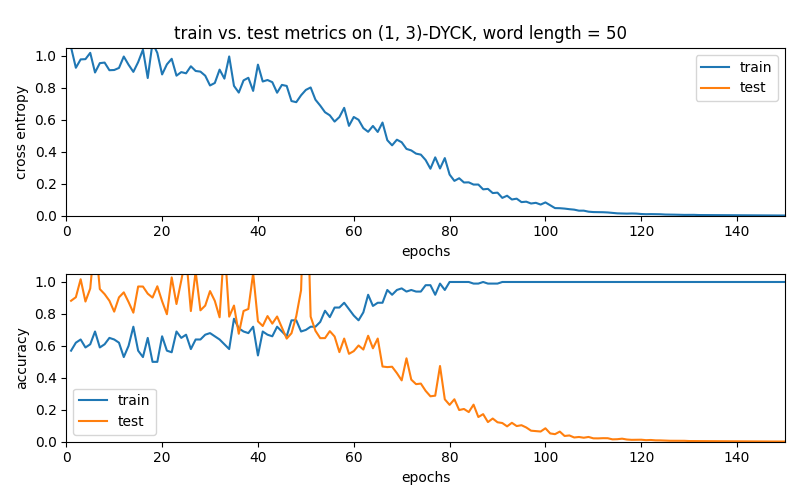 train vs. test metrics on (1, 3)-DYCK, word length = 50
1.0
0.8
0.6
0.4
0.2
0.0
cross entropy
train
test
0 20 40 60 80 100 120 140
epochs
1.0
0.8
0.6
0.4
0.2
0.0
accuracy
train
test
0 20 40 60 80 100 120 140
epochs